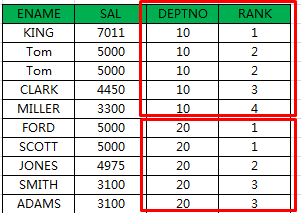 ENAME SAL DEPTNO RANK
KING 7011 10 1
Tom 5000 10 2
Tom 5000 10 2
CLARK 4450 10 3
MILLER 3300 10 4
FORD 5000 20 1
SCOTT 5000 20 1
JONES 4975 20 2
SMITH 3100 20 3
ADAMS 3100 20 3